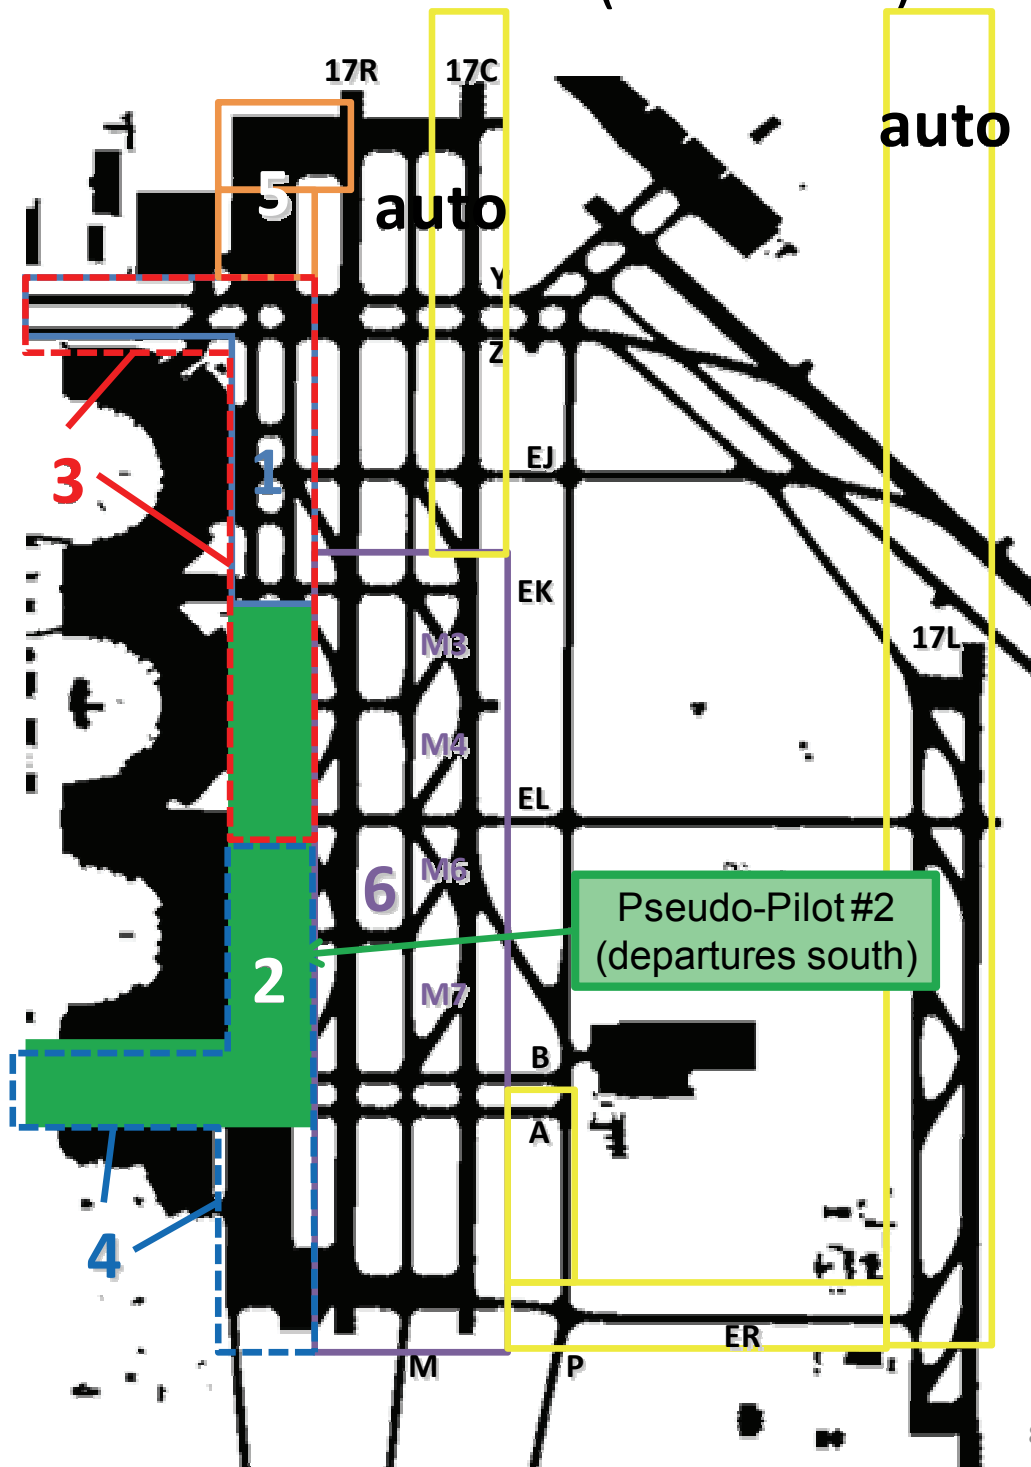 17R
17C
auto
5
auto
Y
Z
EJ
1
3
EK
17L
M3
M4
EL
M6
6
Pseudo-Pilot #2
(departures south)
2
M7
B
A
4
ER
M
P